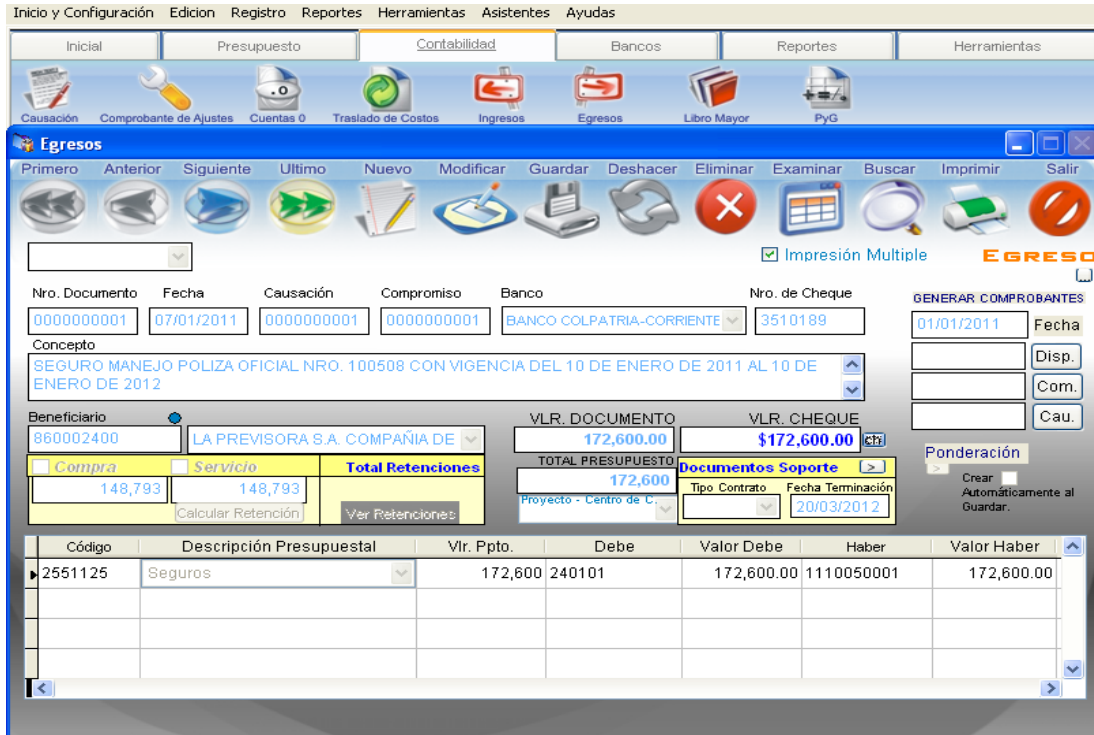 Inicio y Configuración Edicion Registro Reportes Herramientas Asistentes Ayudas
Inicial Presupuesto Contabilidad Bancos Reportes Herramientas
Causación Comprobante de Ajustes Cuentas 0 Traslado de Costos Ingresos Egresos Libro Mayor PyG
Egresos
Primero Anterior Siguiente Ultimo Nuevo Modificar Guardar Deshacer Eliminar Examinar Buscar Imprimir Salir
Impresión Multiple EGRESO
...
Nro. Documento Fecha Causación Compromiso Banco Nro. de Cheque GENERAR COMPROBANTES
0000000001 07/01/2011 0000000001 0000000001 BANCO COLPATRIA-CORRIENTE 3510189 01/01/2011 Fecha
Concepto
SEGURO MANEJO POLIZA OFICIAL NRO. 100508 CON VIGENCIA DEL 10 DE ENERO DE 2011 AL 10 DE
ENERO DE 2012
Disp.
Com.
Cau.
Beneficiario VLR. DOCUMENTO VLR. CHEQUE
860002400 LA PREVISORA S.A. COMPAÑIA DE 172,600.00 $172,600.00
Compra Servicio Total Retenciones TOTAL PRESUPUESTO Documentos Soporte >
148,793 148,793 172,600 Tipo Contrato Fecha Terminación
Calcular Retención Ver Retenciones Proyecto - Centro de C. 20/03/2012
Ponderación
>
Crear
Automáticamente al
Guardar.
Código Descripción Presupuestal Vlr. Ppto. Debe Valor Debe Haber Valor Haber
2551125 Seguros 172,600 240101 172,600.00 1110050001 172,600.00